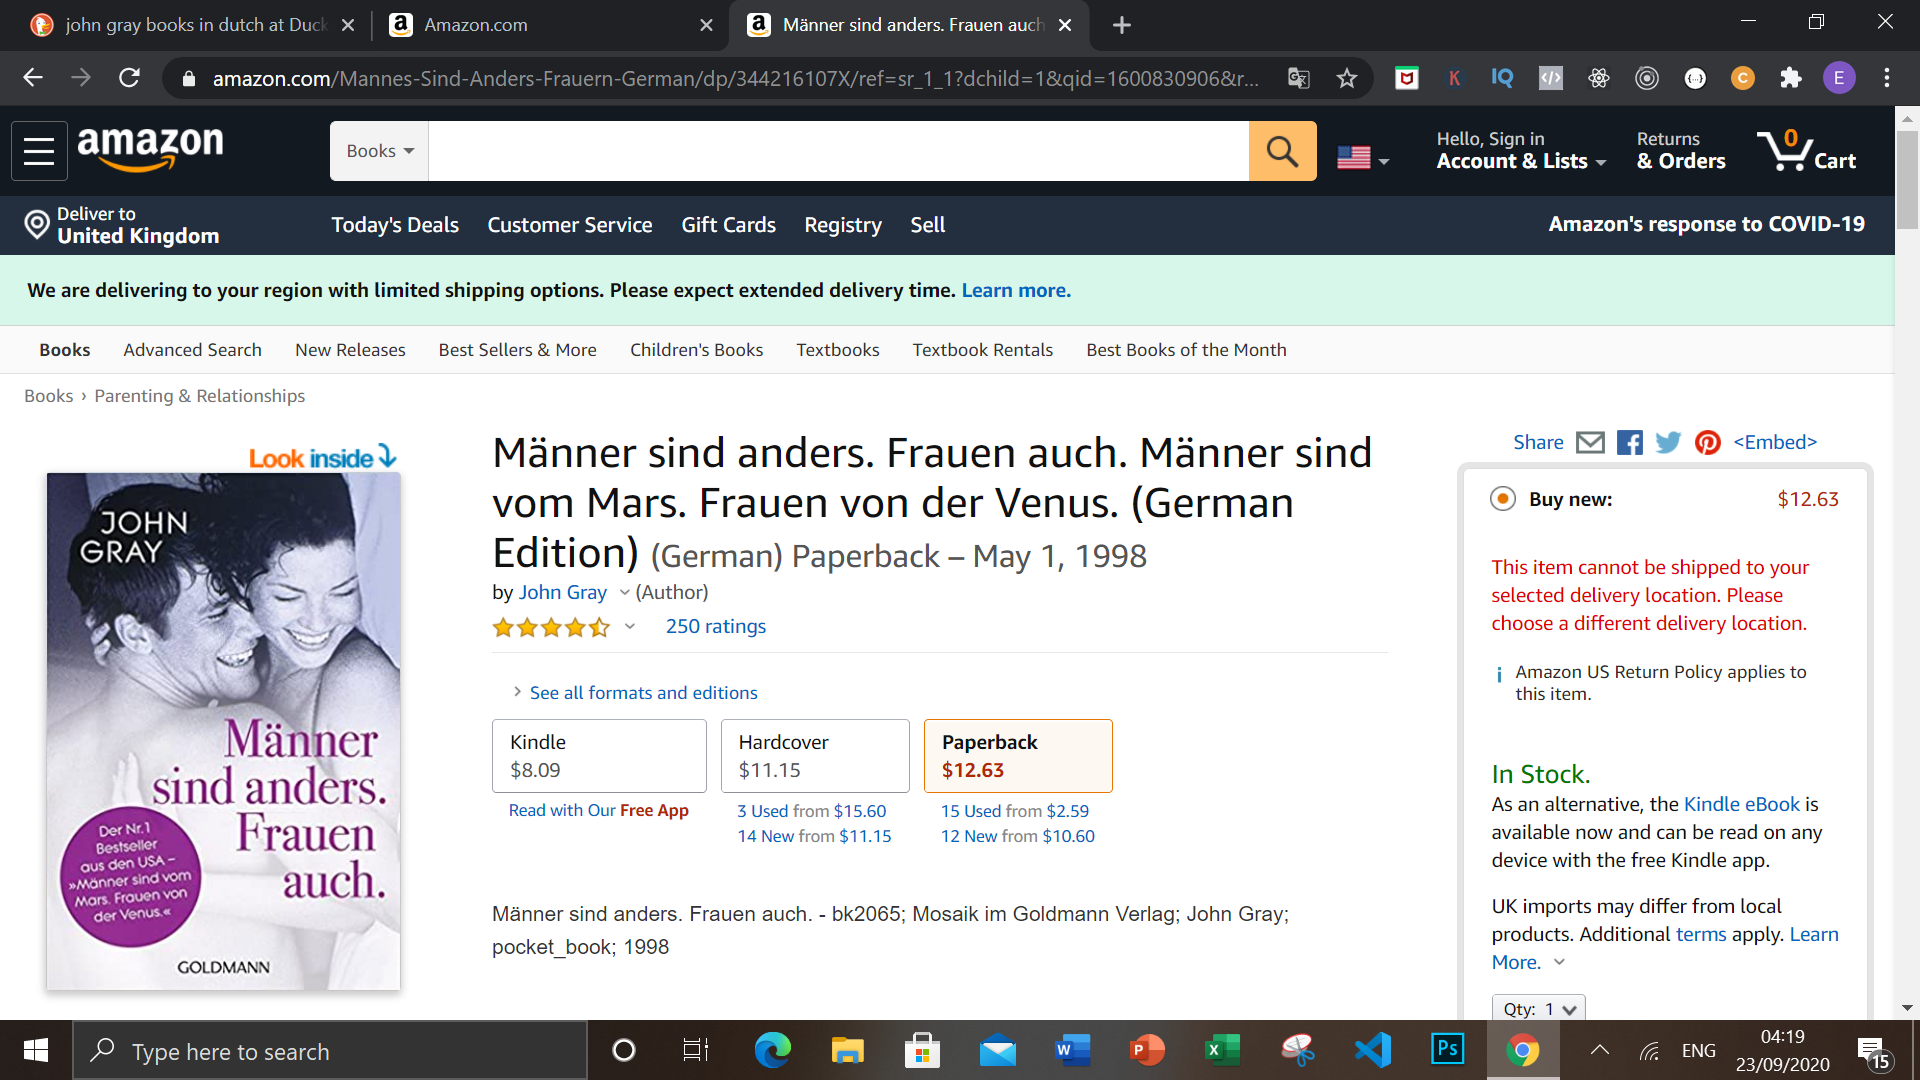 john gray books in dutch at Duck
Amazon.com
Männer sind anders. Frauen auch
amazon.com/Mannes-Sind-Anders-Frauern-German/dp/344216107X/ref=sr_1_1?dchild=1&qid=1600830906&r...
K
IQ
C
E
amazon
Books
Hello, Sign in
Account & Lists
Returns
& Orders
0
Cart
Deliver to
United Kingdom
Today's Deals
Customer Service
Gift Cards
Registry
Sell
Amazon's response to COVID-19
We are delivering to your region with limited shipping options. Please expect extended delivery time. Learn more.
Books
Advanced Search
New Releases
Best Sellers & More
Children's Books
Textbooks
Textbook Rentals
Best Books of the Month
Books › Parenting & Relationships
Look inside
JOHN
GRAY
Männer
sind anders.
Frauen
auch.
Der Nr.1
Bestseller
aus den USA –
»Männer sind vom
Mars. Frauen von
der Venus.«
GOLDMANN
Männer sind anders. Frauen auch. Männer sind
vom Mars. Frauen von der Venus. (German
Edition) (German) Paperback – May 1, 1998
by John Gray (Author)
250 ratings
See all formats and editions
Kindle
$8.09
Read with Our Free App
Hardcover
$11.15
3 Used from $15.60
14 New from $11.15
Paperback
$12.63
15 Used from $2.59
12 New from $10.60
Männer sind anders. Frauen auch. - bk2065; Mosaik im Goldmann Verlag; John Gray;
pocket_book; 1998
Share
<Embed>
Buy new:
$12.63
This item cannot be shipped to your
selected delivery location. Please
choose a different delivery location.
Amazon US Return Policy applies to
this item.
In Stock.
As an alternative, the Kindle eBook is
available now and can be read on any
device with the free Kindle app.
UK imports may differ from local
products. Additional terms apply. Learn
More.
Qty: 1
Type here to search
W
P
X
Ps
ENG
04:19
23/09/2020
15